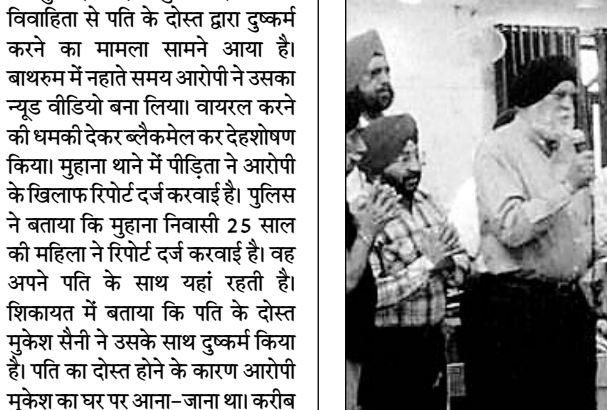 विवाहिता से पति के दोस्त द्वारा दुष्कर्म
करने का मामला सामने आया है।
बाथरुम में नहाते समय आरोपी ने उसका
न्यूड वीडियो बना लिया। वायरल करने
की धमकी देकर ब्लैकमेल कर देहशोषण
किया। मुहाना थाने में पीड़िता ने आरोपी
के खिलाफ रिपोर्ट दर्ज करवाई है। पुलिस
ने बताया कि मुहाना निवासी 25 साल
की महिला ने रिपोर्ट दर्ज करवाई है। वह
अपने पति के साथ यहां रहती है।
शिकायत में बताया कि पति के दोस्त
मुकेश सैनी ने उसके साथ दुष्कर्म किया
है। पति का दोस्त होने के कारण आरोपी
मुकेश का घर पर आना-जाना था। करीब